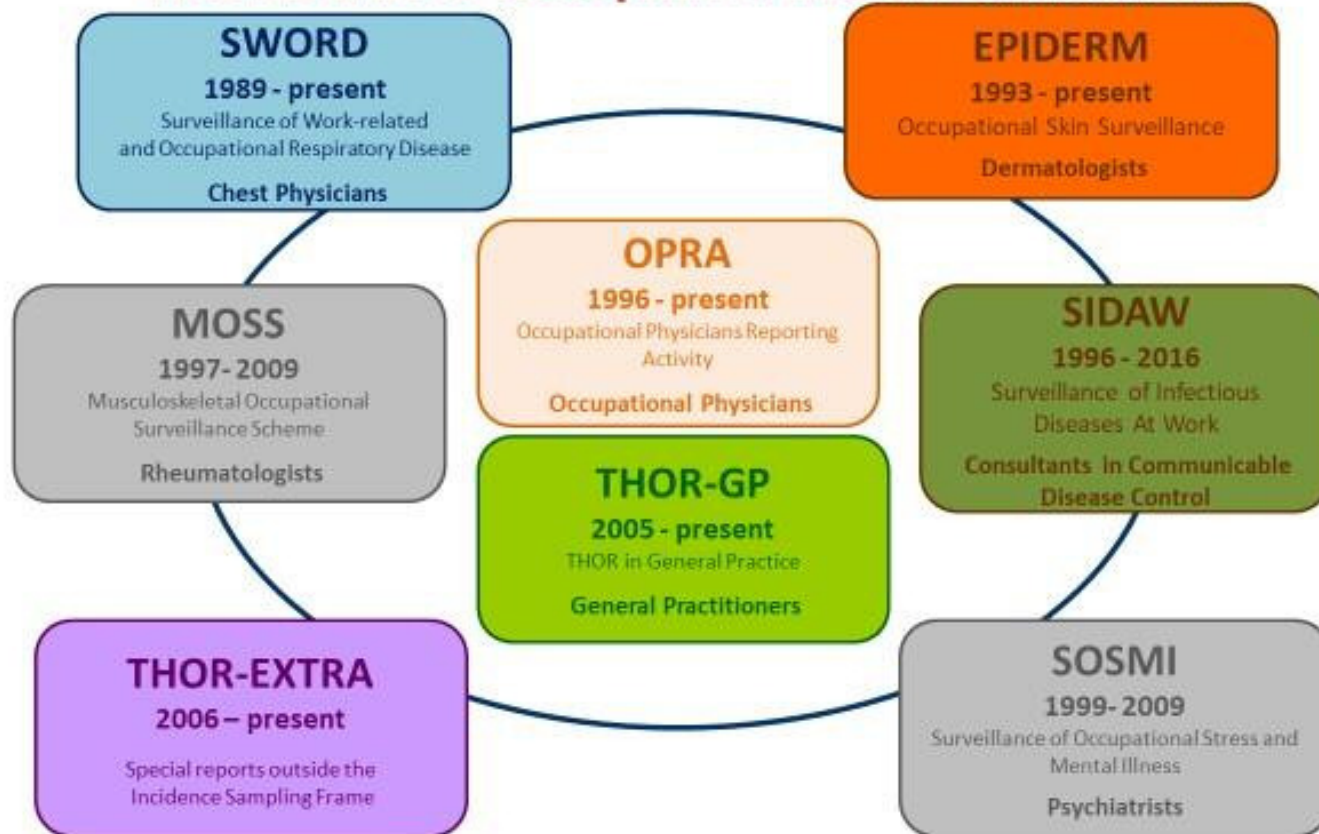 SWORD
1989 - present
Surveillance of Work-related
and Occupational Respiratory Disease
Chest Physicians
EPIDERM
1993 - present
Occupational Skin Surveillance
Dermatologists
OPRA
1996 - present
Occupational Physicians Reporting
Activity
Occupational Physicians
MOSS
1997- 2009
Musculoskeletal Occupational
Surveillance Scheme
Rheumatologists
SIDAW
1996 - 2016
Surveillance of Infectious
Diseases At Work
Consultants in Communicable
Disease Control
THOR-GP
2005 - present
THOR in General Practice
General Practitioners
THOR-EXTRA
2006 – present
Special reports outside the
Incidence Sampling Frame
SOSMI
1999- 2009
Surveillance of Occupational Stress and
Mental Illness
Psychiatrists